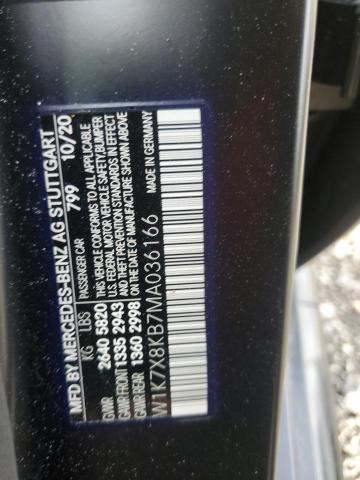 MFD BY MERCEDES-BENZ AG STUTTGART
799 10/20
KG LBS PASSENGER CAR
GVWR 2640 5820 THIS VEHICLE CONFORMS TO ALL APPLICABLE
GWR FRONT 1335 2943 U.S. FEDERAL MOTOR VEHICLE SAFETY, BUMPER
GWR REAR 1360 2998 AND THEFT PREVENTION STANDARDS IN EFFECT
ON THE DATE OF MANUFACTURE SHOWN ABOVE
W1K7X8KB7MA036166 MADE IN GERMANY